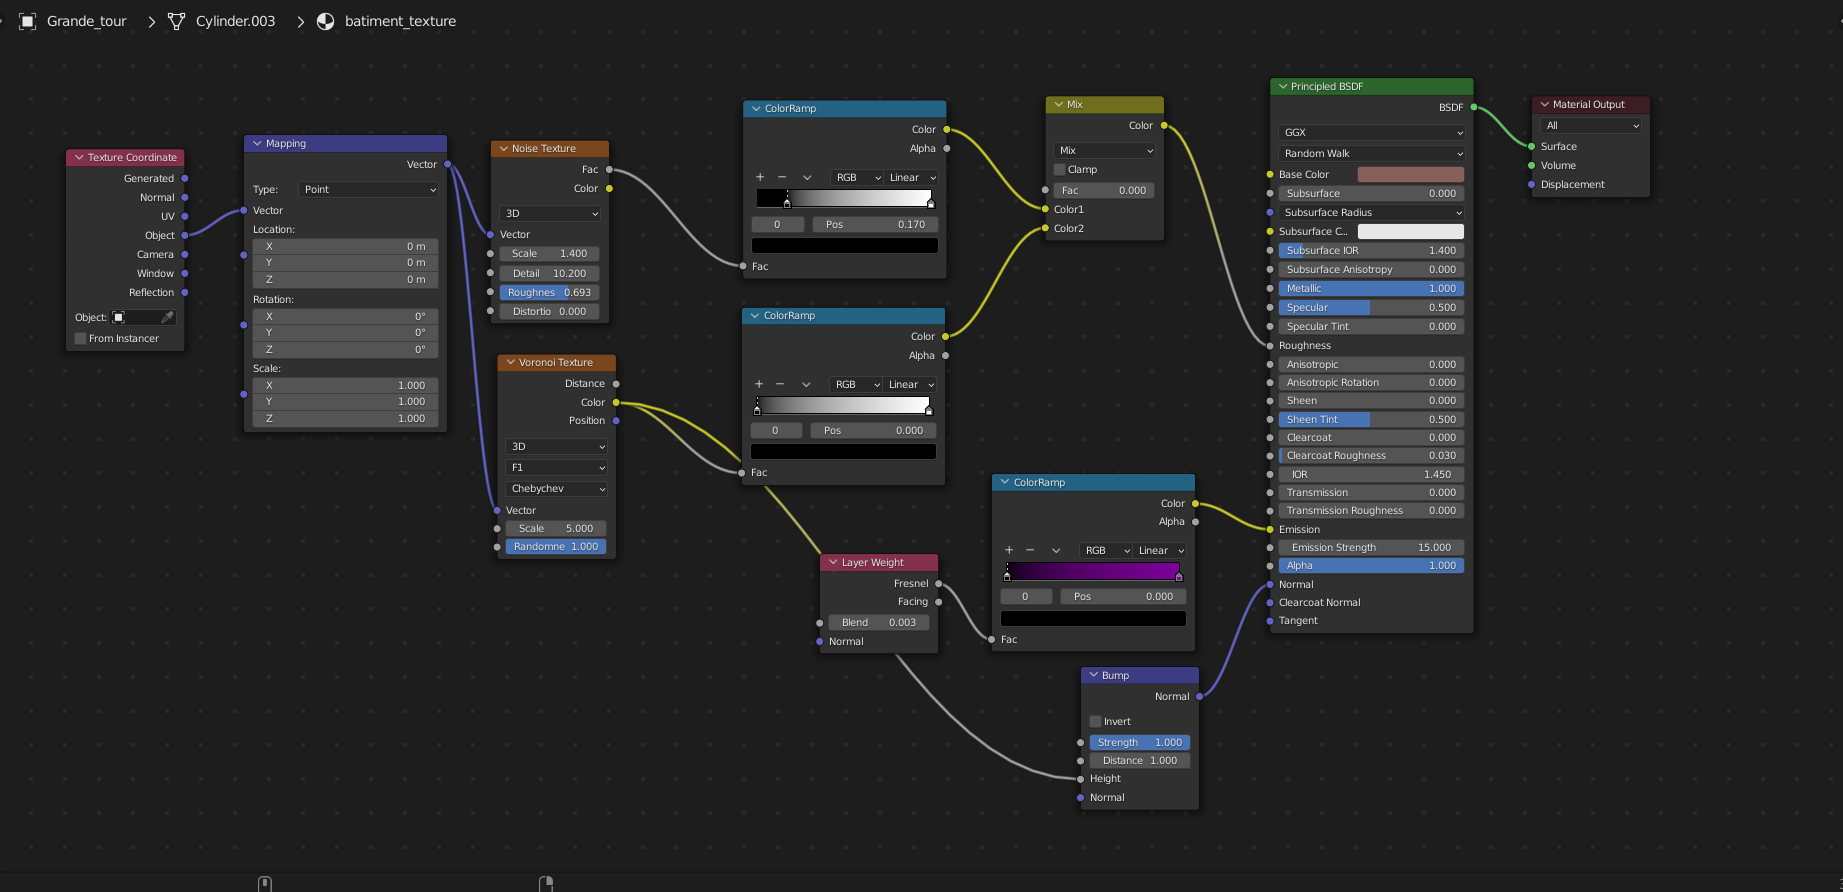 Grande_tour > Cylinder.003 > batiment_texture
Texture Coordinate
Generated
Normal
UV
Object
Camera
Window
Reflection
Object:
From Instancer
Mapping
Vector
Type: Point
Vector
Location:
X 0 m
Y 0 m
Z 0 m
Rotation:
X 0°
Y 0°
Z 0°
Scale:
X 1.000
Y 1.000
Z 1.000
Noise Texture
Fac
Color
3D
Vector
Scale 1.400
Detail 10.200
Roughnes 0.693
Distortio 0.000
Voronoi Texture
Distance
Color
Position
3D
F1
Chebychev
Vector
Scale 5.000
Randomne 1.000
ColorRamp
Color
Alpha
+ − RGB Linear
0 Pos 0.170
Fac
ColorRamp
Color
Alpha
+ − RGB Linear
0 Pos 0.000
Fac
Layer Weight
Fresnel
Facing
Blend 0.003
Normal
ColorRamp
Color
Alpha
+ − RGB Linear
0 Pos 0.000
Fac
Mix
Color
Mix
Clamp
Fac 0.000
Color1
Color2
Bump
Normal
Invert
Strength 1.000
Distance 1.000
Height
Normal
Principled BSDF
BSDF
GGX
Random Walk
Base Color
Subsurface 0.000
Subsurface Radius
Subsurface C...
Subsurface IOR 1.400
Subsurface Anisotropy 0.000
Metallic 1.000
Specular 0.500
Specular Tint 0.000
Roughness
Anisotropic 0.000
Anisotropic Rotation 0.000
Sheen 0.000
Sheen Tint 0.500
Clearcoat 0.000
Clearcoat Roughness 0.030
IOR 1.450
Transmission 0.000
Transmission Roughness 0.000
Emission
Emission Strength 15.000
Alpha 1.000
Normal
Clearcoat Normal
Tangent
Material Output
All
Surface
Volume
Displacement